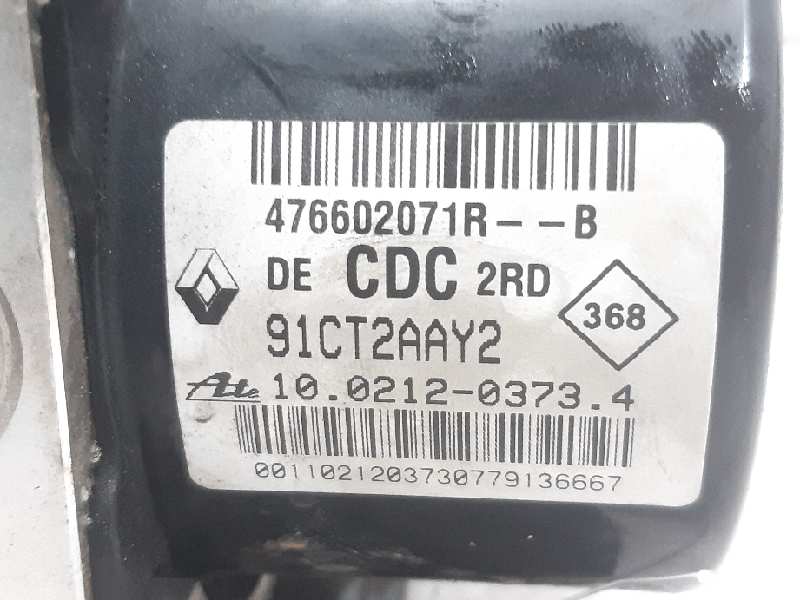 476602071R--B
DE CDC 2RD
368
91CT2AAY2
Ate 10.0212-0373.4
0011021203730779136667